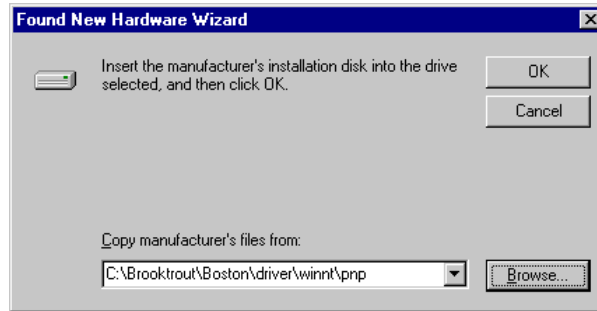 Found New Hardware Wizard
Insert the manufacturer's installation disk into the drive
selected, and then click OK.
OK
Cancel
Copy manufacturer's files from:
C:\Brooktrout\Boston\driver\winnt\pnp
Browse...